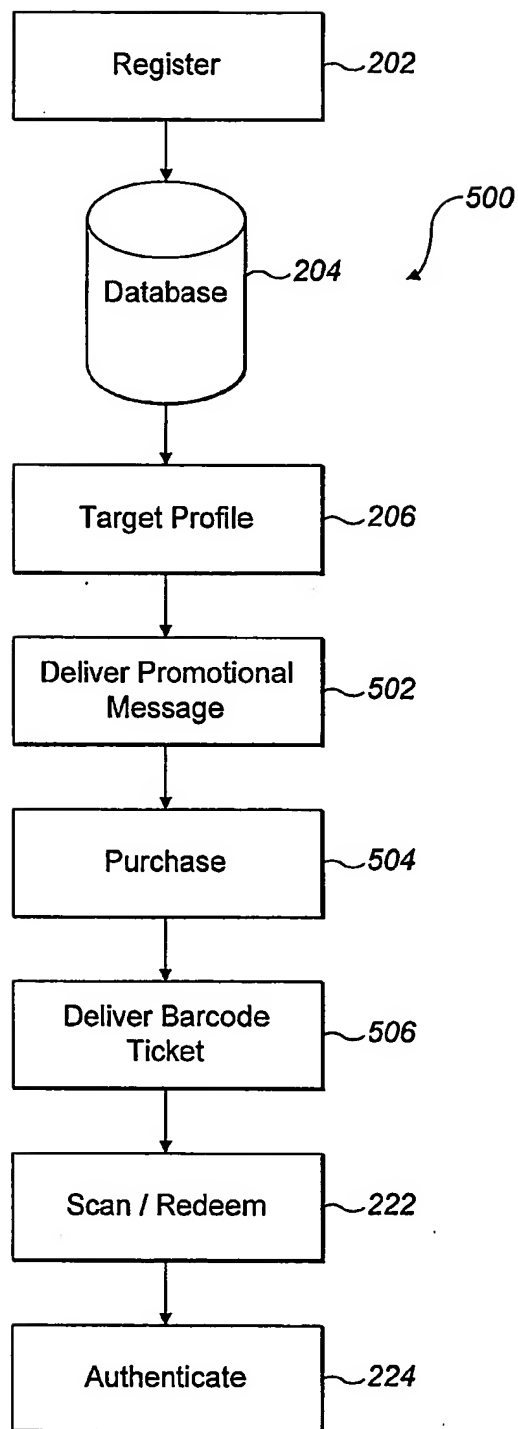 Register
202
500
Database
204
Target Profile
206
Deliver Promotional
Message
502
Purchase
504
Deliver Barcode
Ticket
506
Scan / Redeem
222
Authenticate
224